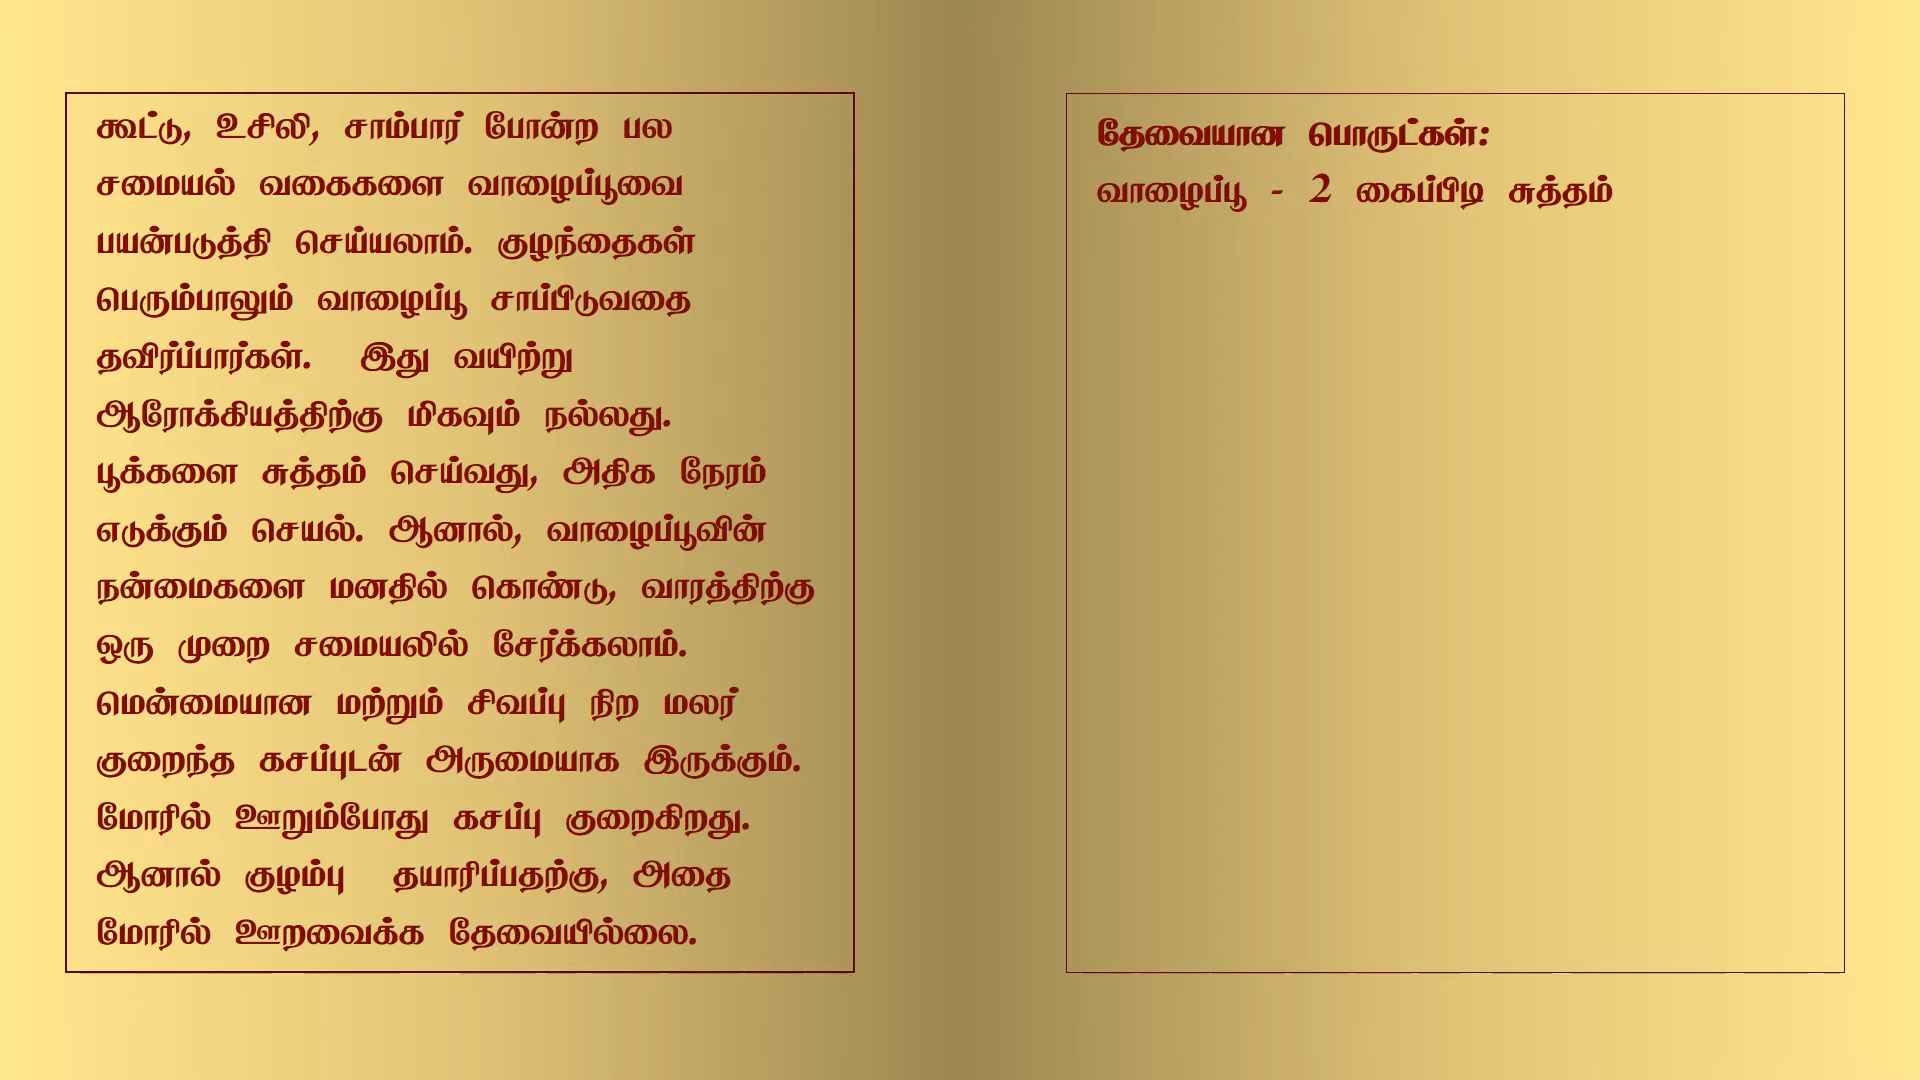 கூட்டு, உசிலி, சாம்பார் போன்ற பல
சமையல் வகைகளை வாழைப்பூவை
பயன்படுத்தி செய்யலாம். குழந்தைகள்
பெரும்பாலும் வாழைப்பூ சாப்பிடுவதை
தவிர்ப்பார்கள். இது வயிற்று
ஆரோக்கியத்திற்கு மிகவும் நல்லது.
பூக்களை சுத்தம் செய்வது, அதிக நேரம்
எடுக்கும் செயல். ஆனால், வாழைப்பூவின்
நன்மைகளை மனதில் கொண்டு, வாரத்திற்கு
ஒரு முறை சமையலில் சேர்க்கலாம்.
மென்மையான மற்றும் சிவப்பு நிற மலர்
குறைந்த கசப்புடன் அருமையாக இருக்கும்.
மோரில் ஊறும்போது கசப்பு குறைகிறது.
ஆனால் குழம்பு தயாரிப்பதற்கு, அதை
மோரில் ஊறவைக்க தேவையில்லை.
தேவையான பொருட்கள்:
வாழைப்பூ - 2 கைப்பிடி சுத்தம்